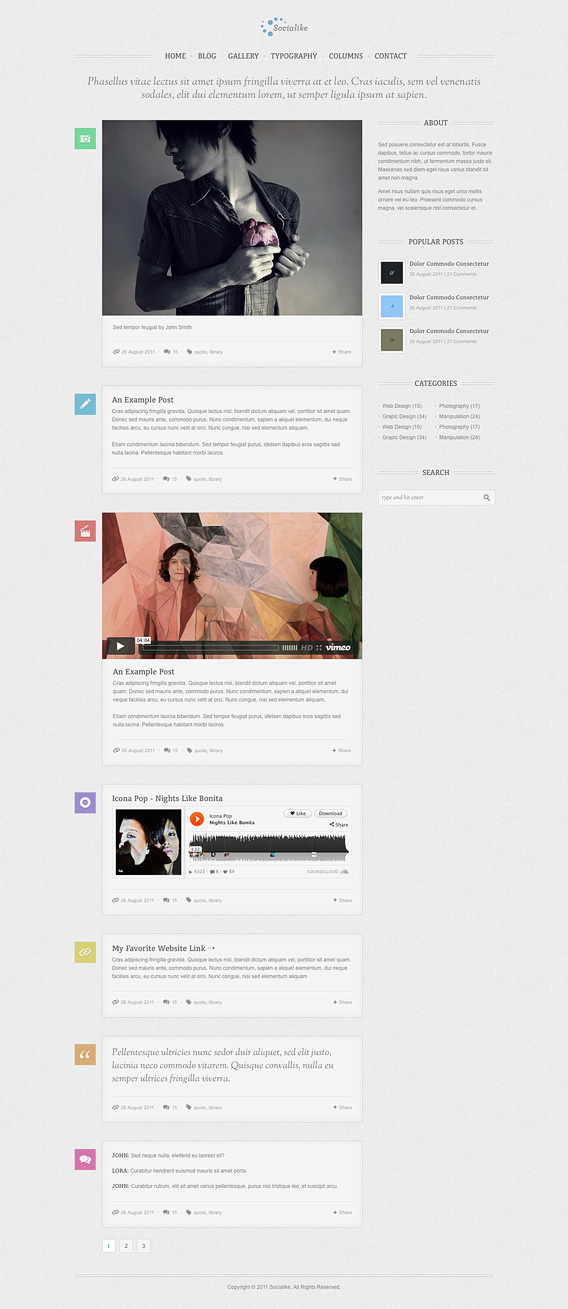 Socialike
HOME · BLOG · GALLERY · TYPOGRAPHY · COLUMNS · CONTACT
Phasellus vitae lectus sit amet ipsum fringilla viverra at et leo. Cras iaculis, sem vel venenatis
sodales, elit dui elementum lorem, ut semper ligula ipsum at sapien.
Sed tempor feugiat by John Smith
26 August 2011 · 15 · quote, library + Share
An Example Post
Cras adipiscing fringilla gravida. Quisque lectus nisl, blandit dictum aliquam vel, porttitor sit amet quam.
Donec sed mauris ante, commodo purus. Nunc condimentum, sapien a aliquet elementum, dui neque
facilisis arcu, eu cursus nunc velit at orci. Nunc congue, nisi sed element aliquam,
Etiam condimentum lacinia bibendum. Sed tempor feugiat purus, idetsen dapibus eros sagittis sed
nulla lacina. Pellentesque habitant morbi laciros.
26 August 2011 · 15 · quote, library + Share
04:04
HD vimeo
An Example Post
Cras adipiscing fringilla gravida. Quisque lectus nisl, blandit dictum aliquam vel, porttitor sit amet
quam. Donec sed mauris ante, commodo purus. Nunc condimentum, sapien a aliquet elementum, dui
neque facilisis arcu, eu cursus nunc velit at orci. Nunc congue, nisi sed element aliquam,
Etiam condimentum lacinia bibendum. Sed tempor feugiat purus, idetsen dapibus eros sagittis sed
nulla lacina. Pellentesque habitant morbi laciros.
26 August 2011 · 15 · quote, library + Share
Icona Pop - Nights Like Bonita
Icona Pop
Nights Like Bonita
Like Download
Share
6321 8 84 SOUNDCLOUD
26 August 2011 · 15 · quote, library + Share
My Favorite Website Link →
Cras adipiscing fringilla gravida. Quisque lectus nisl, blandit dictum aliquam vel, porttitor sit amet quam.
Donec sed mauris ante, commodo purus. Nunc condimentum, sapien a aliquet elementum, dui neque
facilisis arcu, eu cursus nunc velit at orci. Nunc congue, nisi sed element aliquam
26 August 2011 · 15 · quote, library + Share
Pellentesque ultricies nunc sedor duir aliquet, sed elit justo,
lacinia neco commodo vitarem. Quisque convallis, nulla eu
semper ultrices fringilla viverra.
26 August 2011 · 15 · quote, library + Share
JOHN: Sed neque nulla, eleifend eu laoreet sit?
LORA: Curabitur hendrerit euismod mauris sit amet porta.
JOHN: Curabitur rutrum, elit sit amet varius pellentesque, purus nisi tristique leo, et suscipit arcu.
26 August 2011 · 15 · quote, library + Share
1 2 3
ABOUT
Sed posuere consectetur est at lobortis. Fusce
dapibus, tellus ac cursus commodo, tortor mauris
condimentum nibh, ut fermentum massa justo sit.
Maecenas sed diam eget risus varius blandit sit
amet non magna.
Amet risus nullam quis risus eget urna mollis
ornare vel eu leo. Praesent commodo cursus
magna, vel scelerisque nisl consectetur et.
POPULAR POSTS
Dolor Commodo Consectetur
26 August 2011 | 21 Comments
Dolor Commodo Consectetur
26 August 2011 | 21 Comments
Dolor Commodo Consectetur
26 August 2011 | 21 Comments
CATEGORIES
Web Design (15) Photography (17)
Grapic Design (34) Manipulation (24)
Web Design (15) Photography (17)
Grapic Design (34) Manipulation (24)
SEARCH
type and hit enter
Copyright © 2011 Socialike. All Rights Reserved.